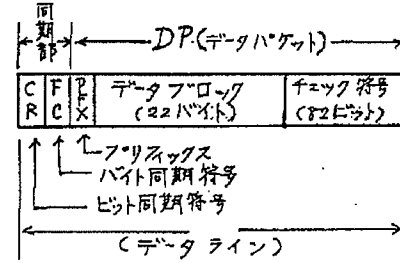 同期部
DP.(データパケット)
CR
FC
PFX
データブロック
(22バイト)
チェック符号
(82ビット)
プリフィックス
バイト同期符号
ビット同期符号
(データライン)